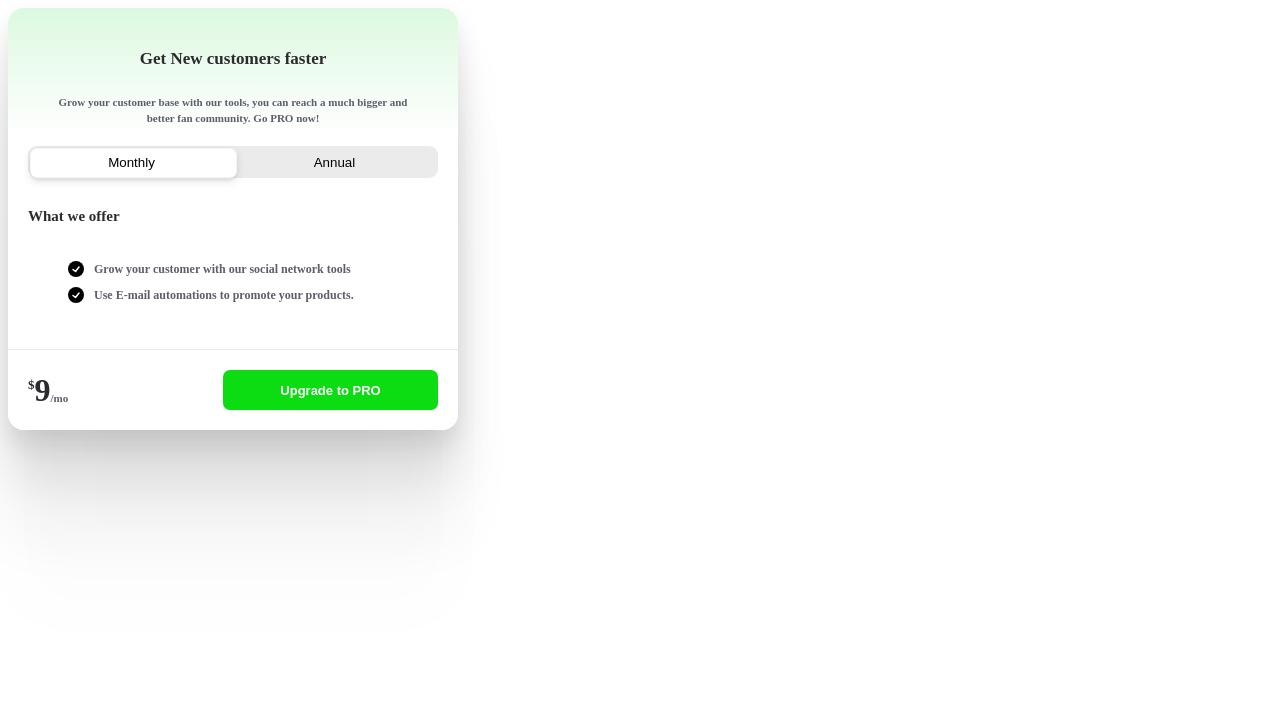 Get New customers faster
Grow your customer base with our tools, you can reach a much bigger and
better fan community. Go PRO now!
Monthly
Annual
What we offer
Grow your customer with our social network tools
Use E-mail automations to promote your products.
$9/mo
Upgrade to PRO